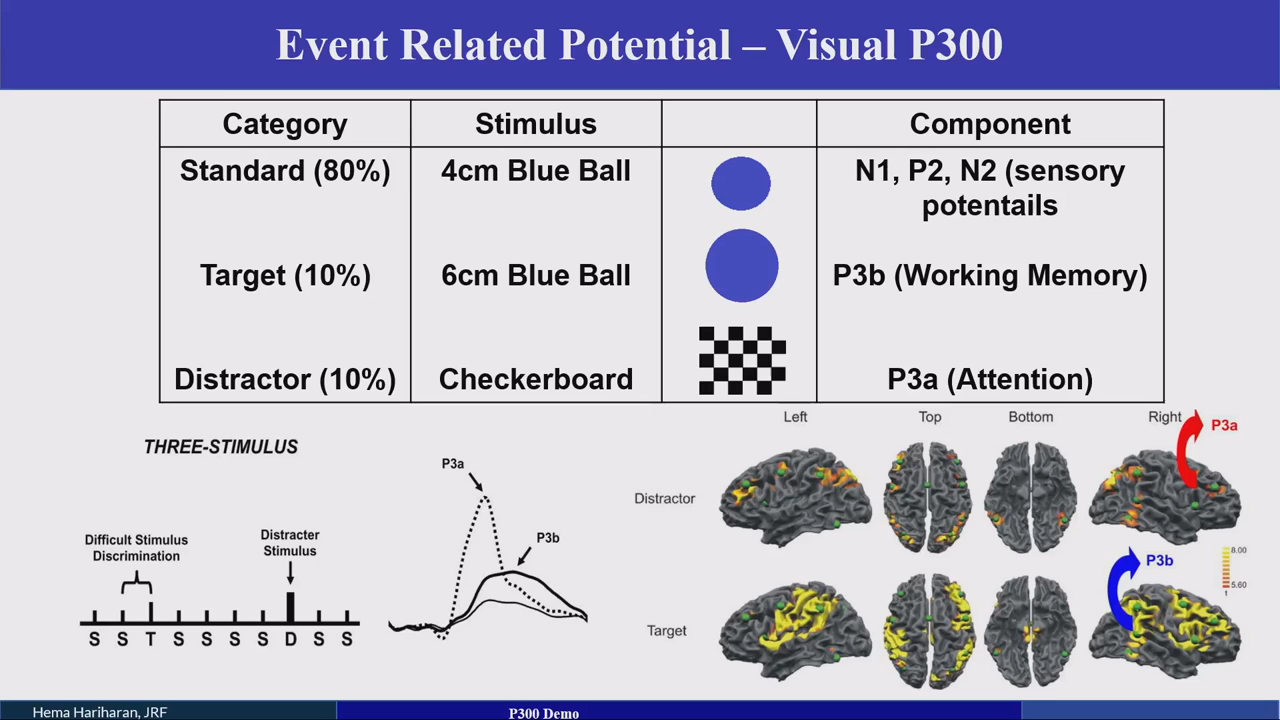 Event Related Potential – Visual P300
Category Stimulus Component
Standard (80%) 4cm Blue Ball N1, P2, N2 (sensory
potentails
Target (10%) 6cm Blue Ball P3b (Working Memory)
Distractor (10%) Checkerboard P3a (Attention)
THREE-STIMULUS
Difficult Stimulus
Discrimination
Distracter
Stimulus
S S T S S S S D S S
P3a
P3b
Left Top Bottom Right
P3a
Distractor
P3b
8.00
5.60
Target
Hema Hariharan, JRF
P300 Demo